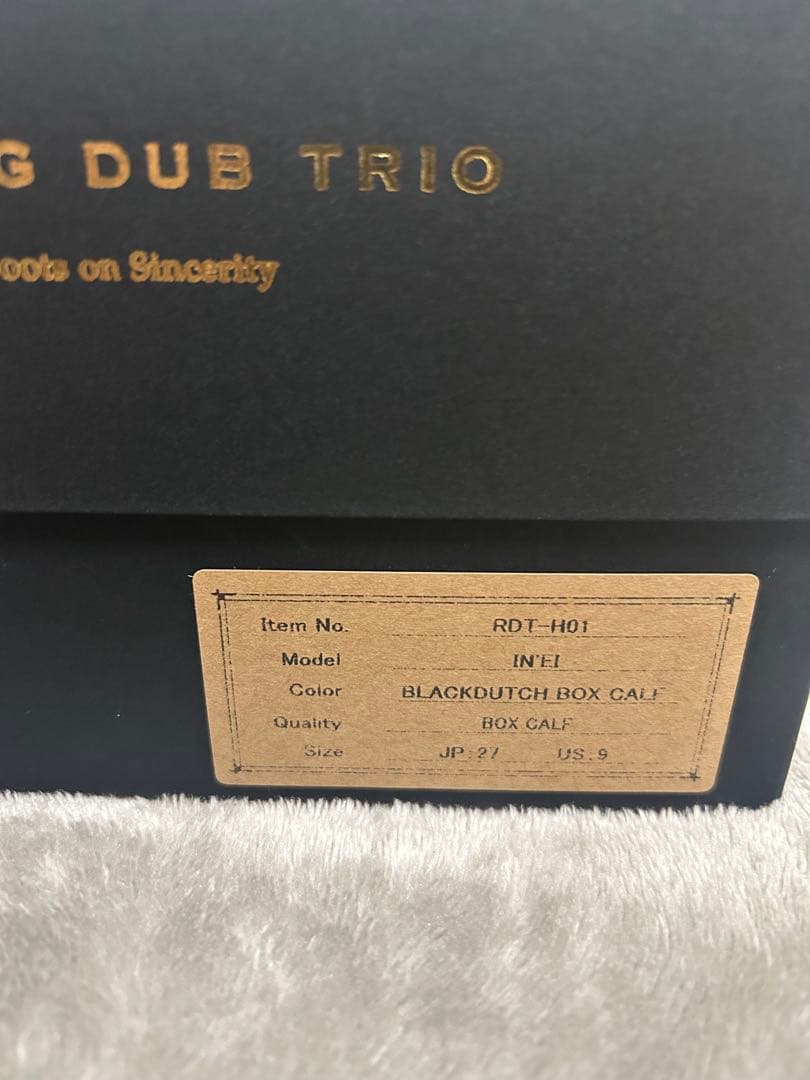 G DUB TRIO
oots on Sincerity
Item No. RDT-H01
Model IN'EI
Color BLACKDUTCH BOX CALF
Quality BOX CALF
Size JP.27 US.9